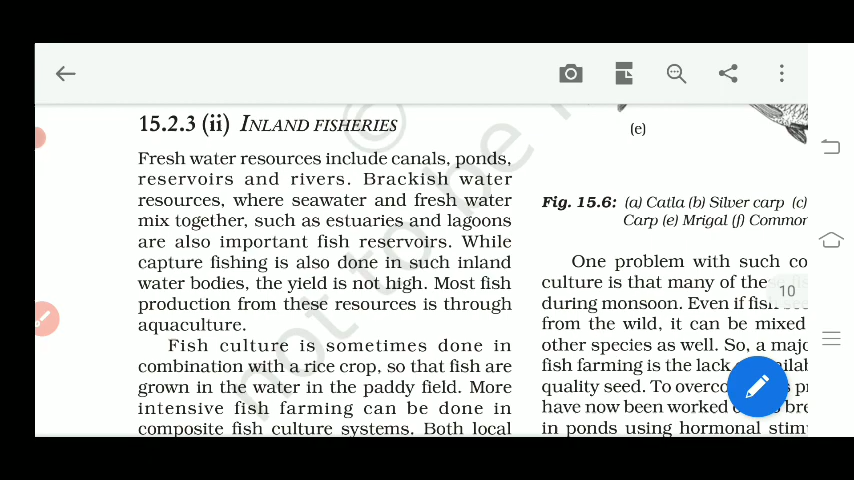 15.2.3 (ii) INLAND FISHERIES
Fresh water resources include canals, ponds,
reservoirs and rivers. Brackish water
resources, where seawater and fresh water
mix together, such as estuaries and lagoons
are also important fish reservoirs. While
capture fishing is also done in such inland
water bodies, the yield is not high. Most fish
production from these resources is through
aquaculture.
Fish culture is sometimes done in
combination with a rice crop, so that fish are
grown in the water in the paddy field. More
intensive fish farming can be done in
composite fish culture systems. Both local
(e)
Fig. 15.6: (a) Catla (b) Silver carp (c)
Carp (e) Mrigal (f) Common
One problem with such co
culture is that many of the
during monsoon. Even if fish
from the wild, it can be mixed
other species as well. So, a majo
fish farming is the lack
quality seed. To overco
have now been worked bre
in ponds using hormonal stim
10
© not to be